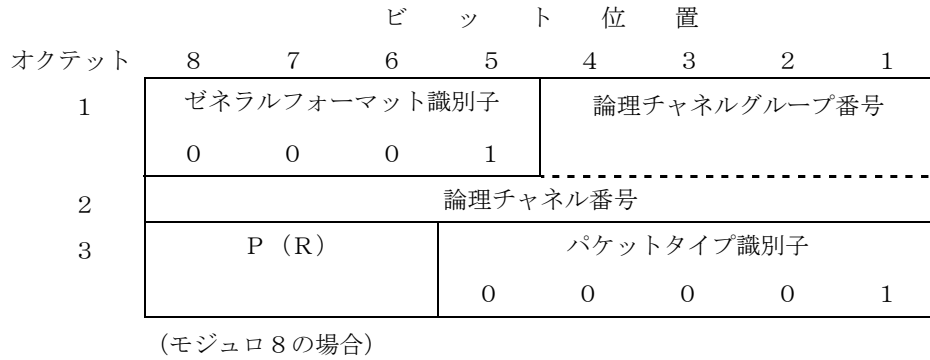 ビット位置
オクテット 8 7 6 5 4 3 2 1
1 ゼネラルフォーマット識別子 論理チャネルグループ番号
0 0 0 1
2 論理チャネル番号
3 P(R) パケットタイプ識別子
0 0 0 0 1
(モジュロ8の場合)